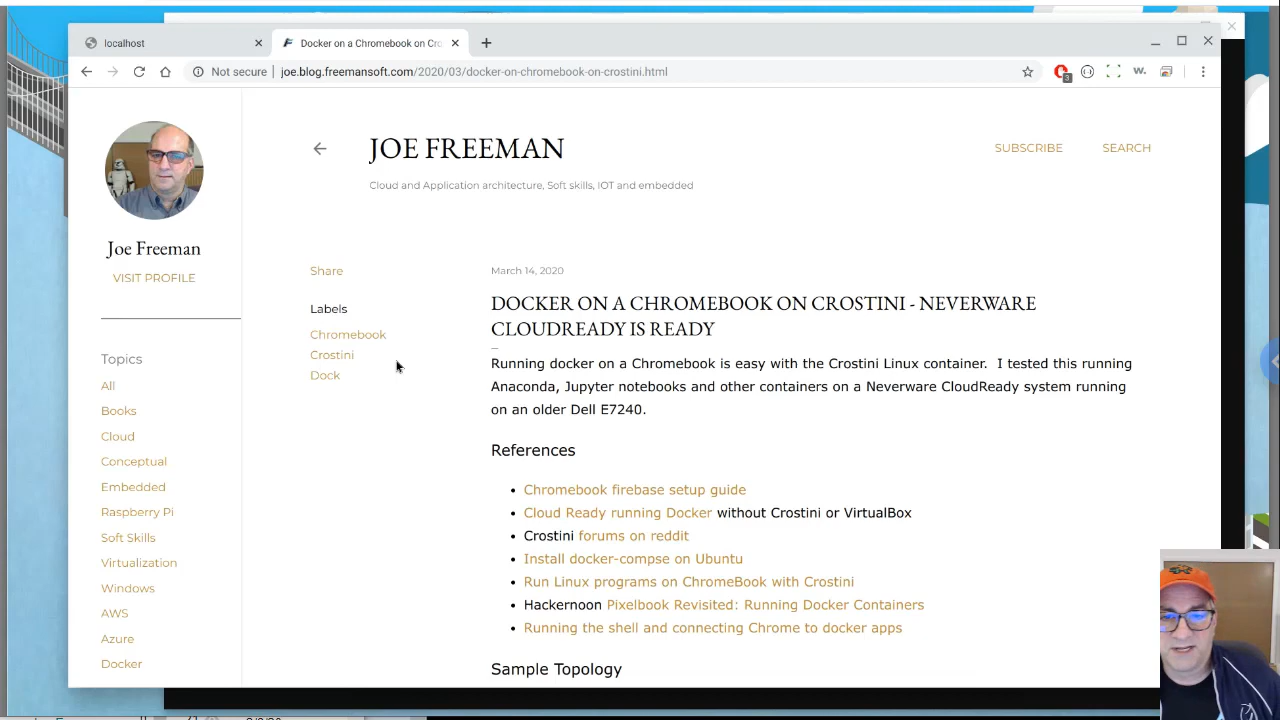 localhost
Docker on a Chromebook on Cro
Not secure | joe.blog.freemansoft.com/2020/03/docker-on-chromebook-on-crostini.html
3
w.
JOE FREEMAN
SUBSCRIBE
SEARCH
Cloud and Application architecture, Soft skills, IOT and embedded
Joe Freeman
VISIT PROFILE
Topics
All
Books
Cloud
Conceptual
Embedded
Raspberry Pi
Soft Skills
Virtualization
Windows
AWS
Azure
Docker
Share
Labels
Chromebook
Crostini
Dock
March 14, 2020
DOCKER ON A CHROMEBOOK ON CROSTINI - NEVERWARE
CLOUDREADY IS READY
Running docker on a Chromebook is easy with the Crostini Linux container. I tested this running
Anaconda, Jupyter notebooks and other containers on a Neverware CloudReady system running
on an older Dell E7240.
References
• Chromebook firebase setup guide
• Cloud Ready running Docker without Crostini or VirtualBox
• Crostini forums on reddit
• Install docker-compse on Ubuntu
• Run Linux programs on ChromeBook with Crostini
• Hackernoon Pixelbook Revisited: Running Docker Containers
• Running the shell and connecting Chrome to docker apps
Sample Topology